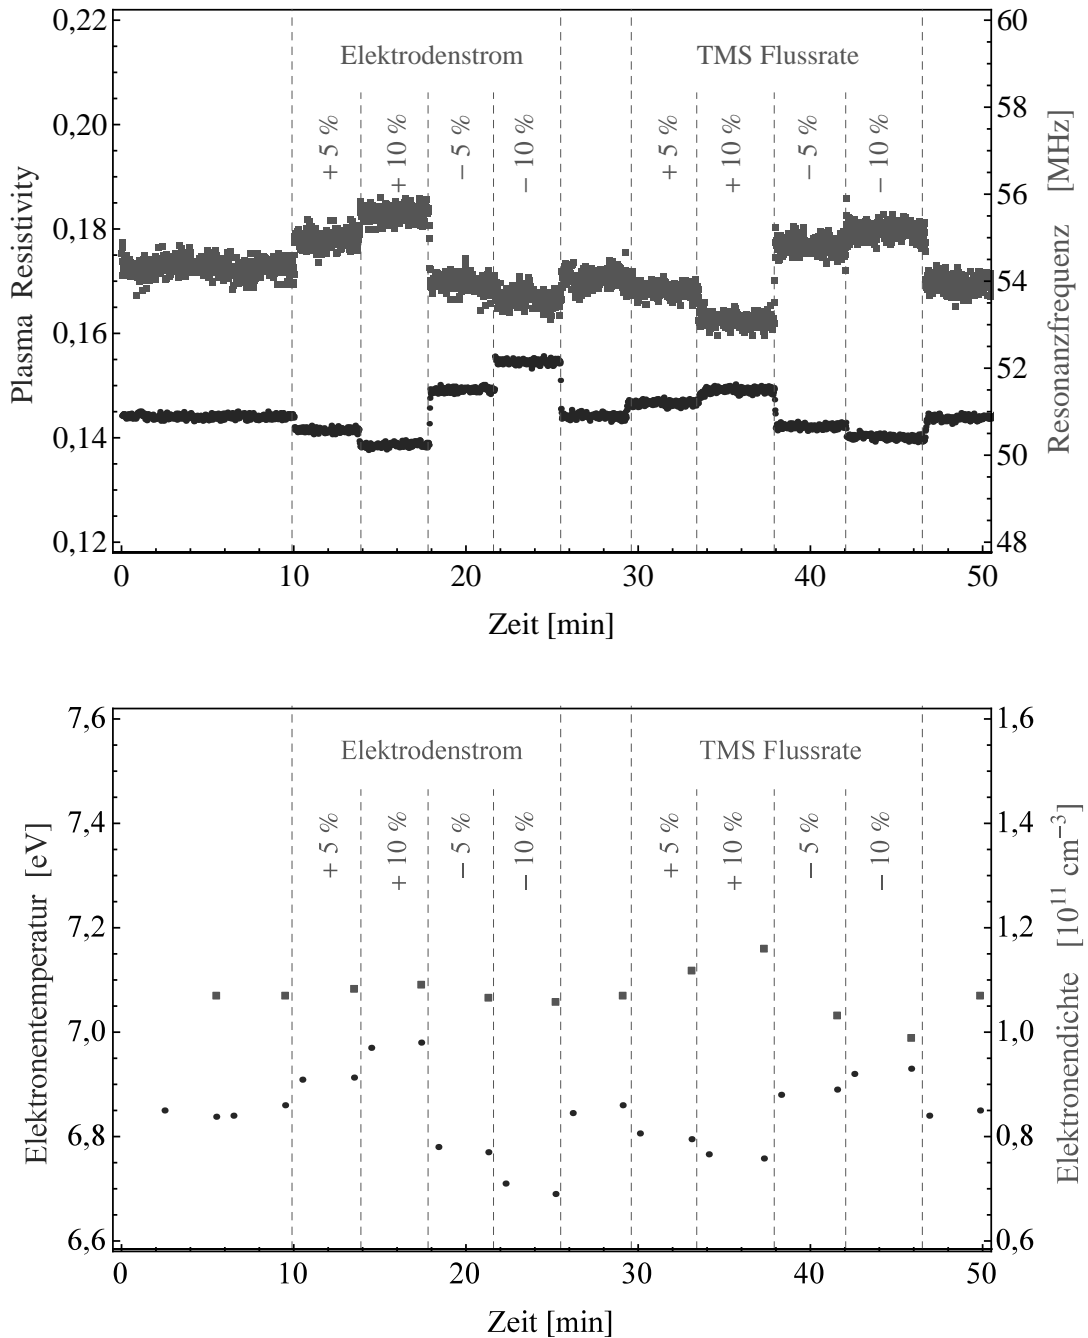 0,22
0,20
0,18
0,16
0,14
0,12
Plasma Resistivity
60
58
56
54
52
50
48
Resonanzfrequenz [MHz]
Elektrodenstrom
TMS Flussrate
+ 5 %
+ 10 %
− 5 %
− 10 %
+ 5 %
+ 10 %
− 5 %
− 10 %
0 10 20 30 40 50
Zeit [min]
7,6
7,4
7,2
7,0
6,8
6,6
Elektronentemperatur [eV]
1,6
1,4
1,2
1,0
0,8
0,6
Elektronendichte [10¹¹ cm⁻³]
Elektrodenstrom
TMS Flussrate
+ 5 %
+ 10 %
− 5 %
− 10 %
+ 5 %
+ 10 %
− 5 %
− 10 %
0 10 20 30 40 50
Zeit [min]